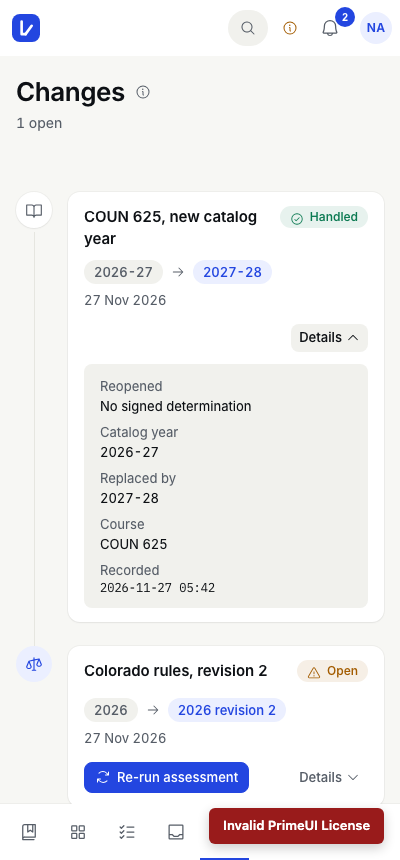 2
NA
Changes
1 open
COUN 625, new catalog
year
Handled
2026-27 → 2027-28
27 Nov 2026
Details
Reopened
No signed determination
Catalog year
2026-27
Replaced by
2027-28
Course
COUN 625
Recorded
2026-11-27 05:42
Colorado rules, revision 2
Open
2026 → 2026 revision 2
27 Nov 2026
Re-run assessment
Details
Invalid PrimeUI License